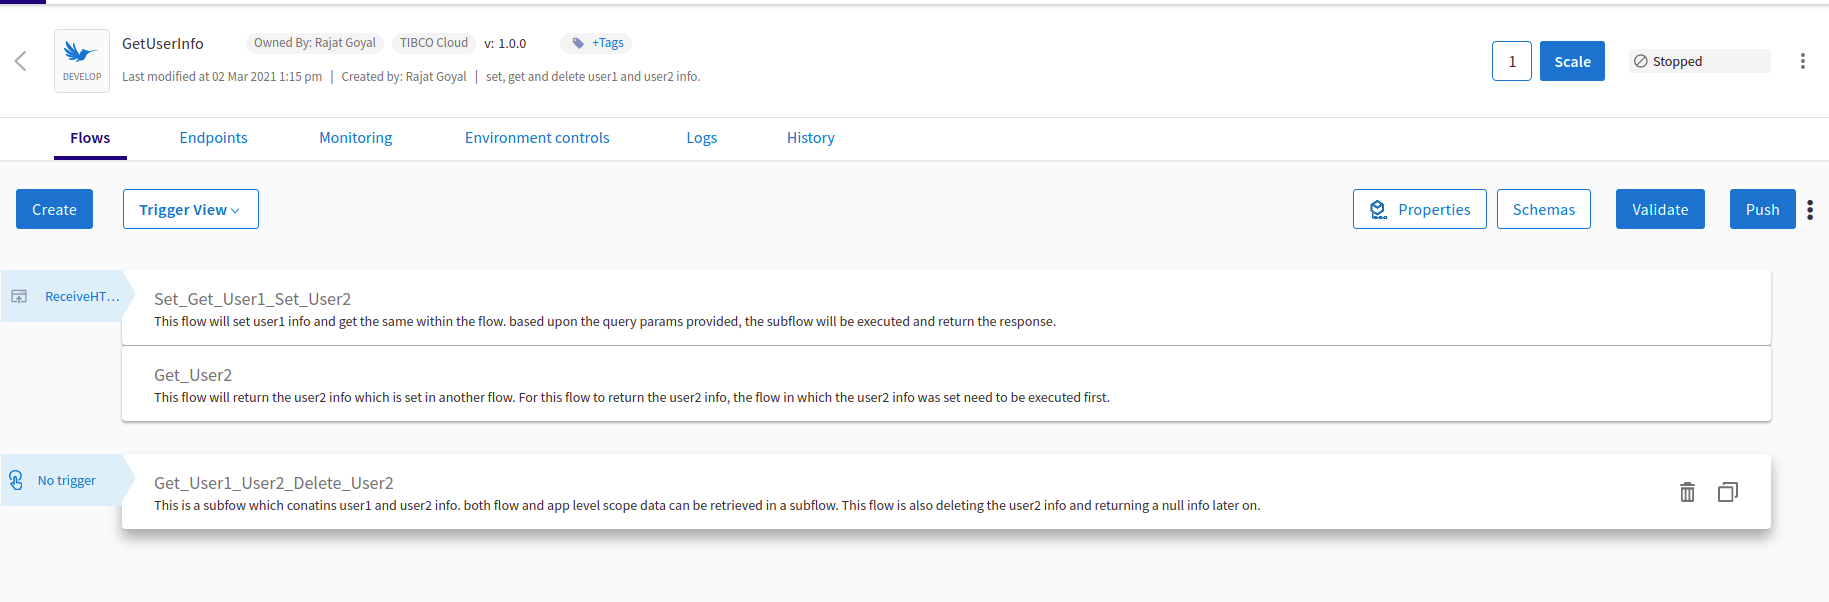 GetUserInfo
Owned By: Rajat Goyal
TIBCO Cloud
v: 1.0.0
+Tags
DEVELOP
Last modified at 02 Mar 2021 1:15 pm | Created by: Rajat Goyal | set, get and delete user1 and user2 info.
1
Scale
Stopped
Flows
Endpoints
Monitoring
Environment controls
Logs
History
Create
Trigger View
Properties
Schemas
Validate
Push
ReceiveHT...
Set_Get_User1_Set_User2
This flow will set user1 info and get the same within the flow. based upon the query params provided, the subflow will be executed and return the response.
Get_User2
This flow will return the user2 info which is set in another flow. For this flow to return the user2 info, the flow in which the user2 info was set need to be executed first.
No trigger
Get_User1_User2_Delete_User2
This is a subfow which conatins user1 and user2 info. both flow and app level scope data can be retrieved in a subflow. This flow is also deleting the user2 info and returning a null info later on.